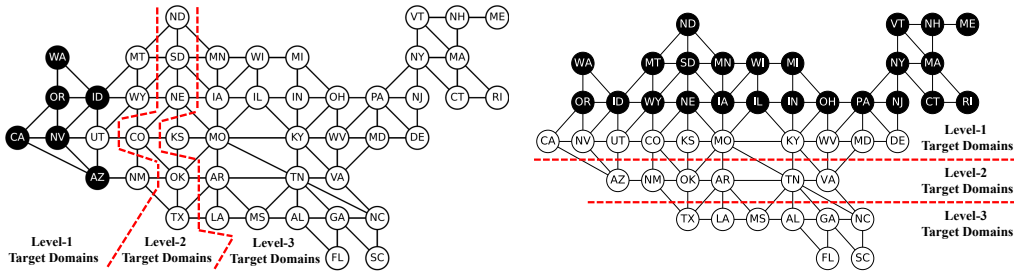 ND VT NH ME
WA MT SD MN WI MI NY MA
OR ID WY NE IA IL IN OH PA NJ CT RI
CA NV UT CO KS MO KY WV MD DE
AZ NM OK AR TN VA
TX LA MS AL GA NC
FL SC
Level-1
Target Domains
Level-2
Target Domains
Level-3
Target Domains
ND VT NH ME
WA MT SD MN WI MI NY MA
OR ID WY NE IA IL IN OH PA NJ CT RI
CA NV UT CO KS MO KY WV MD DE
AZ NM OK AR TN VA
TX LA MS AL GA NC
FL SC
Level-1
Target Domains
Level-2
Target Domains
Level-3
Target Domains